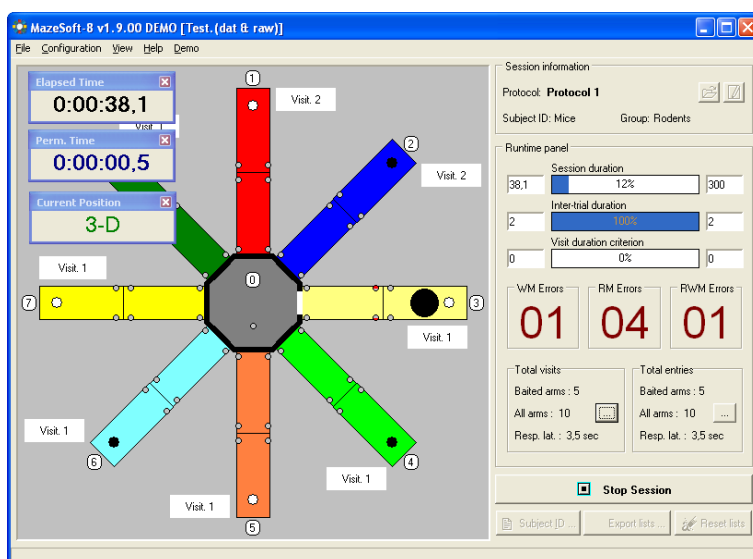 MazeSoft-8 v1.9.00 DEMO [Test.(dat & raw)]
File Configuration View Help Demo
Elapsed Time
0:00:38,1
Perm. Time
0:00:00,5
Current Position
3-D
1
Visit. 2
2
Visit. 2
0
Visit. 1
7
3
Visit. 1
Visit. 1
6
4
Visit. 1
Visit. 1
5
Session information
Protocol: Protocol 1
Subject ID: Mice Group: Rodents
Runtime panel
Session duration
38,1 12% 300
Inter-trial duration
2 100% 2
Visit duration criterion
0 0% 0
WM Errors RM Errors RWM Errors
01 04 01
Total visits Total entries
Baited arms : 5 Baited arms : 5
All arms : 10 ... All arms : 10 ...
Resp. lat. : 3,5 sec Resp. lat. : 3,5 sec
Stop Session
Subject ID ... Export lists ... Reset lists